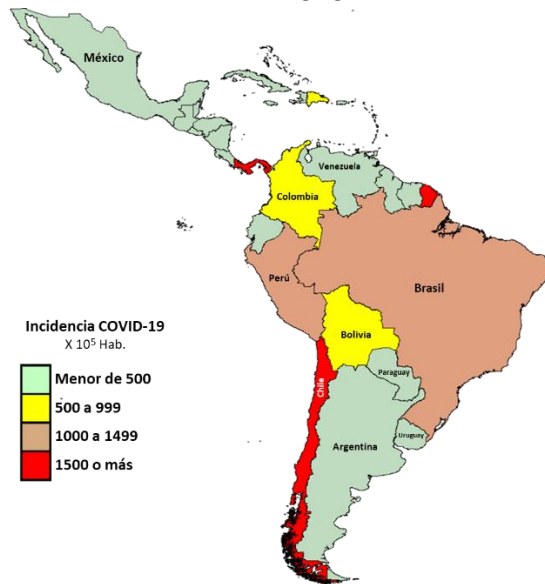 México
Venezuela
Colombia
Perú
Brasil
Bolivia
Paraguay
Chile
Uruguay
Argentina
Incidencia COVID-19
X 10⁵ Hab.
Menor de 500
500 a 999
1000 a 1499
1500 o más